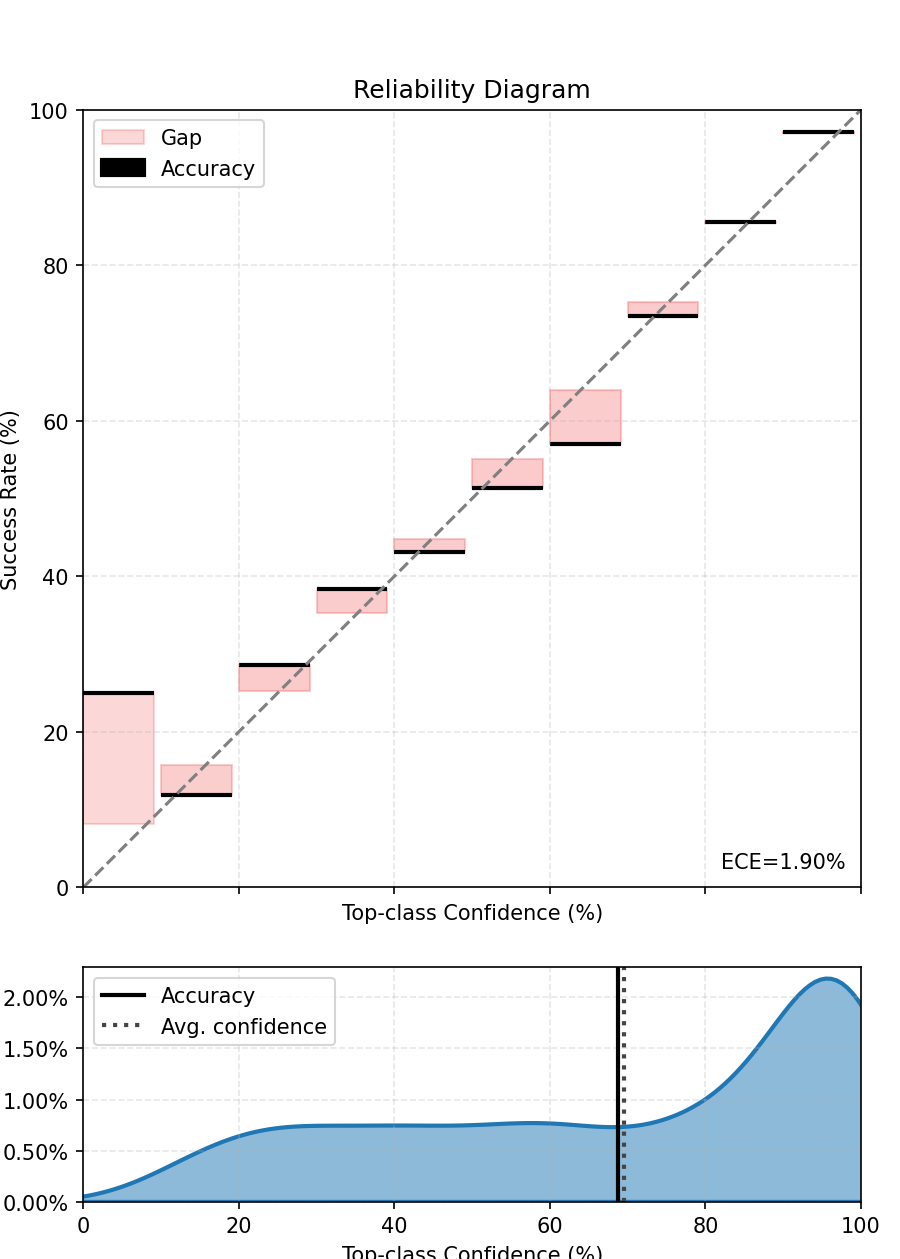 Reliability Diagram
100
Gap
Accuracy
80
60
Success Rate (%)
40
20
ECE=1.90%
0
Top-class Confidence (%)
2.00%
Accuracy
Avg. confidence
1.50%
1.00%
0.50%
0.00%
0 20 40 60 80 100
Top-class Confidence (%)